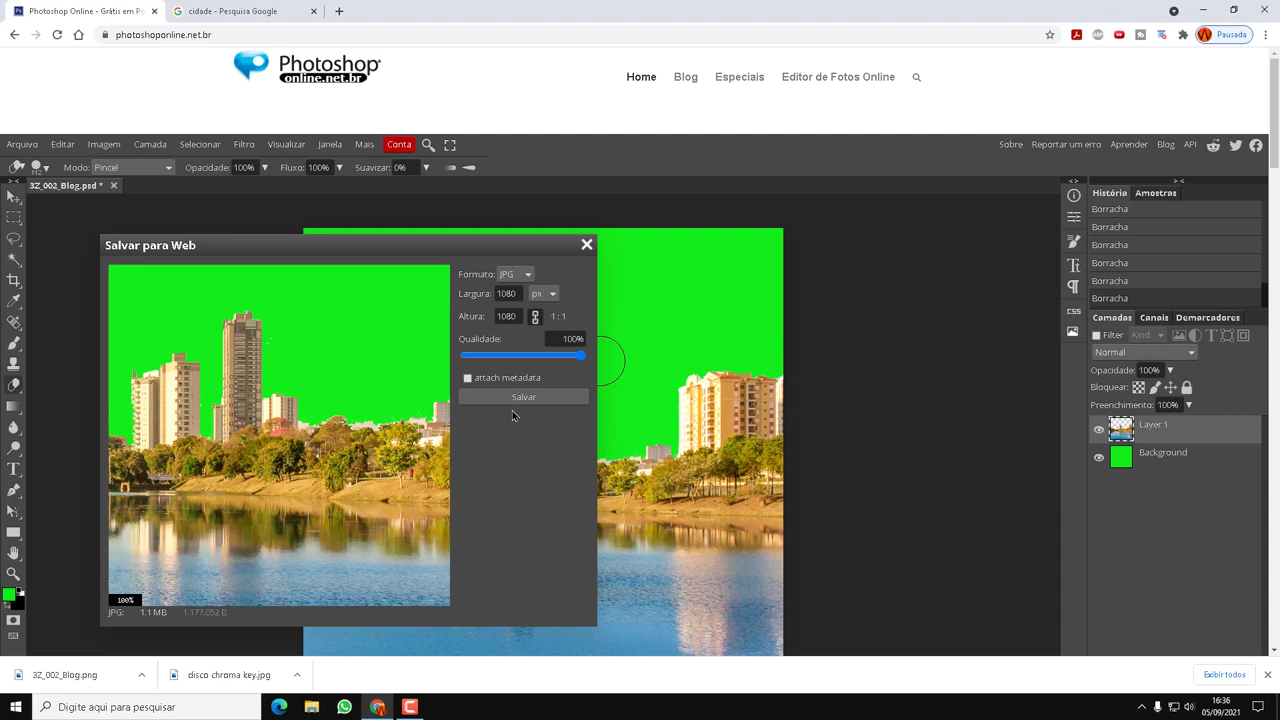 Photoshop Online - Grátis em Po
cidade - Pesquisa Google
photoshoponline.net.br
Pausada
Photoshop
online.net.br
Home
Blog
Especiais
Editor de Fotos Online
Arquivo
Editar
Imagem
Camada
Selecionar
Filtro
Visualizar
Janela
Mais
Conta
Sobre
Reportar um erro
Aprender
Blog
API
112
Modo: Pincel
Opacidade: 100%
Fluxo: 100%
Suavizar: 0%
3Z_002_Blog.psd *
Salvar para Web
Formato: JPG
Largura: 1080 px
Altura: 1080 1 : 1
Qualidade: 100%
attach metadata
Salvar
100%
JPG: 1.1 MB 1.177.052 B
História
Amostras
Borracha
Borracha
Borracha
Borracha
Borracha
Borracha
CSS
Camadas
Canais
Demarcadores
Filter
Kind
Normal
Opacidade: 100%
Bloquear:
Preenchimento: 100%
Layer 1
Background
3Z_002_Blog.png
disco chroma key.jpg
Exibir todos
Digite aqui para pesquisar
16:36
05/09/2021